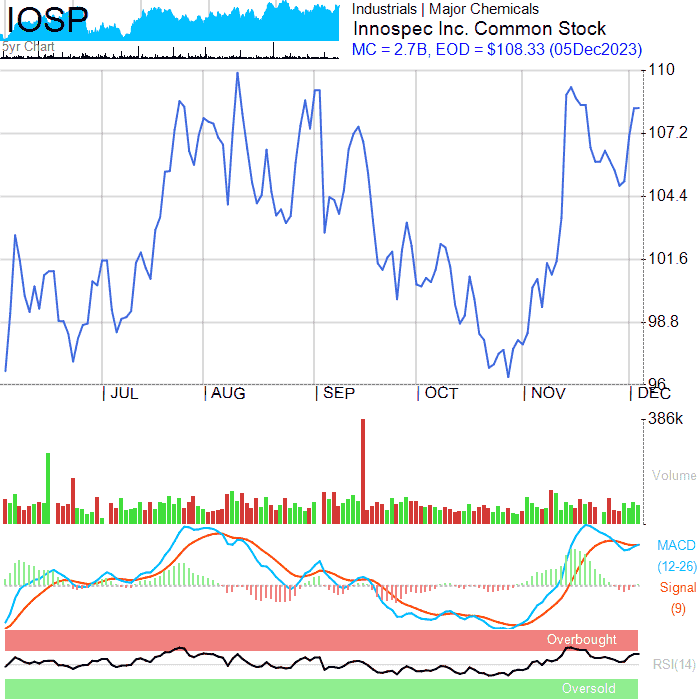 IOSP
5yr Chart
Industrials | Major Chemicals
Innospec Inc. Common Stock
MC = 2.7B, EOD = $108.33 (05Dec2023)
110
107.2
104.4
101.6
98.8
96
JUL AUG SEP OCT NOV DEC
386k
Volume
MACD
(12-26)
Signal
(9)
Overbought
RSI(14)
Oversold